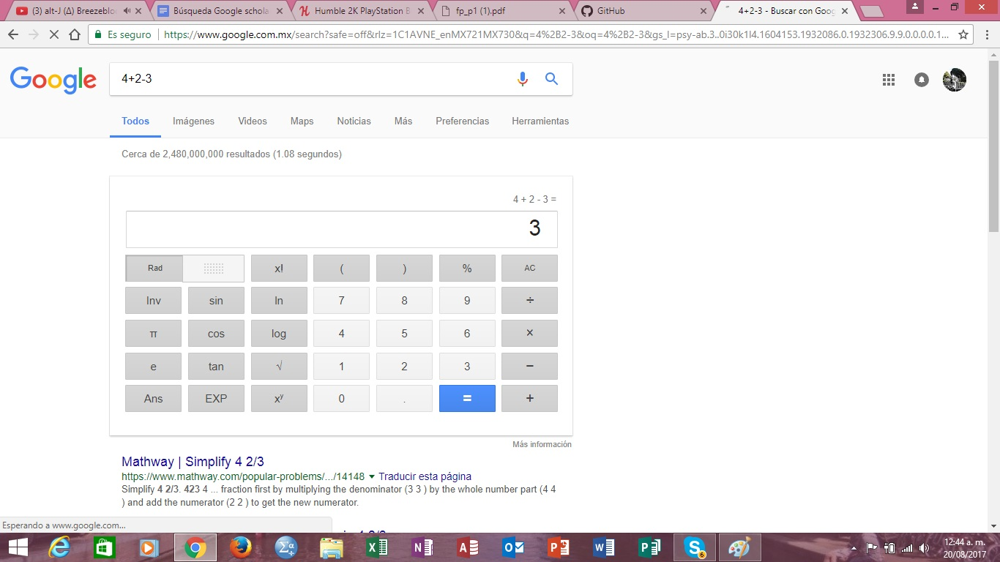 (3) alt-J (∆) Breezebloc
Búsqueda Google schola
Humble 2K PlayStation B
fp_p1 (1).pdf
GitHub
4+2-3 - Buscar con Goog
Es seguro
https://www.google.com.mx/search?safe=off&rlz=1C1AVNE_enMX721MX730&q=4%2B2-3&oq=4%2B2-3&gs_l=psy-ab.3..0i30k1l4.1604153.1932086.0.1932306.9.9.0.0.0.0.1...
Google
4+2-3
Todos Imágenes Videos Maps Noticias Más Preferencias Herramientas
Cerca de 2,480,000,000 resultados (1.08 segundos)
4 + 2 - 3 =
3
Rad x! ( ) % AC
Inv sin ln 7 8 9 ÷
π cos log 4 5 6 ×
e tan √ 1 2 3 −
Ans EXP xʸ 0 . = +
Más información
Mathway | Simplify 4 2/3
https://www.mathway.com/popular-problems/.../14148 Traducir esta página
Simplify 4 2/3. 423 4 ... fraction first by multiplying the denominator (3 3 ) by the whole number part (4 4
) and add the numerator (2 2 ) to get the new numerator.
Esperando a www.google.com...
6
12:44 a. m.
20/08/2017